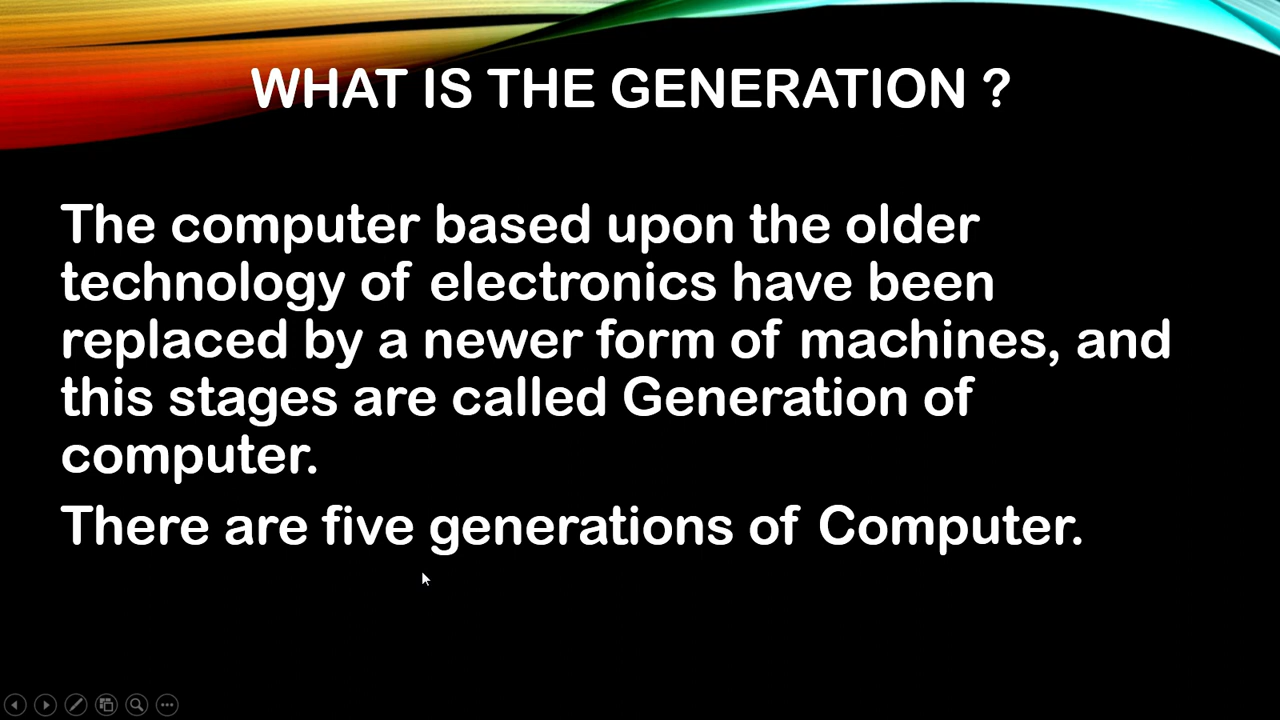 WHAT IS THE GENERATION ?
The computer based upon the older
technology of electronics have been
replaced by a newer form of machines, and
this stages are called Generation of
computer.
There are five generations of Computer.